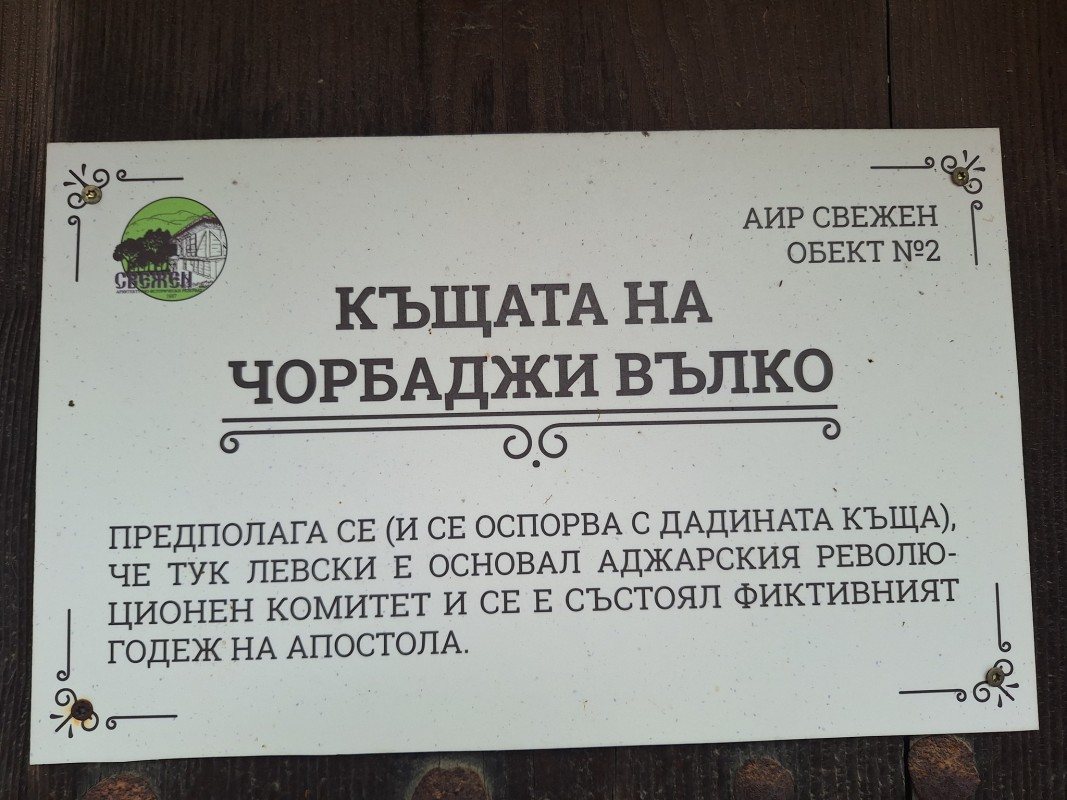 АИР СВЕЖЕН
ОБЕКТ №2
СВЕЖЕН
КЪЩАТА НА
ЧОРБАДЖИ ВЪЛКО
ПРЕДПОЛАГА СЕ (И СЕ ОСПОРВА С ДАДИНАТА КЪЩА),
ЧЕ ТУК ЛЕВСКИ Е ОСНОВАЛ АДЖАРСКИЯ РЕВОЛЮ-
ЦИОНЕН КОМИТЕТ И СЕ Е СЪСТОЯЛ ФИКТИВНИЯТ
ГОДЕЖ НА АПОСТОЛА.